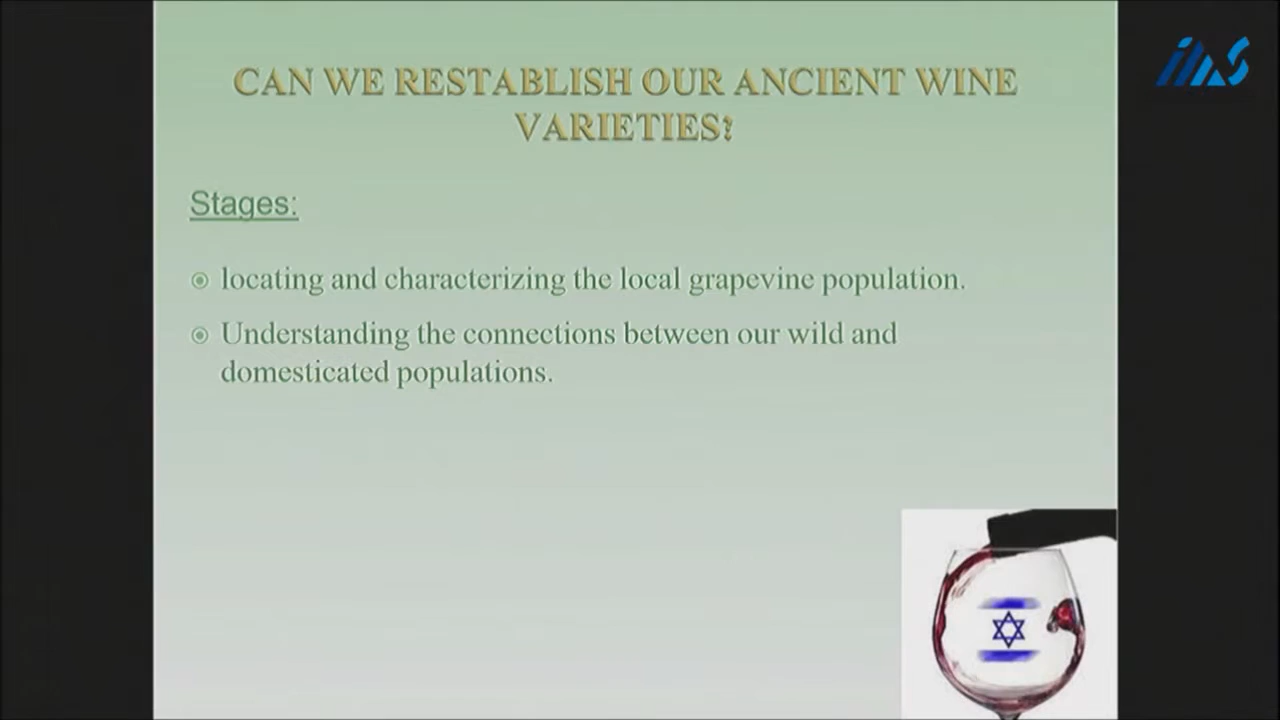 iias
CAN WE RESTABLISH OUR ANCIENT WINE
VARIETIES?
Stages:
locating and characterizing the local grapevine population.
Understanding the connections between our wild and
domesticated populations.